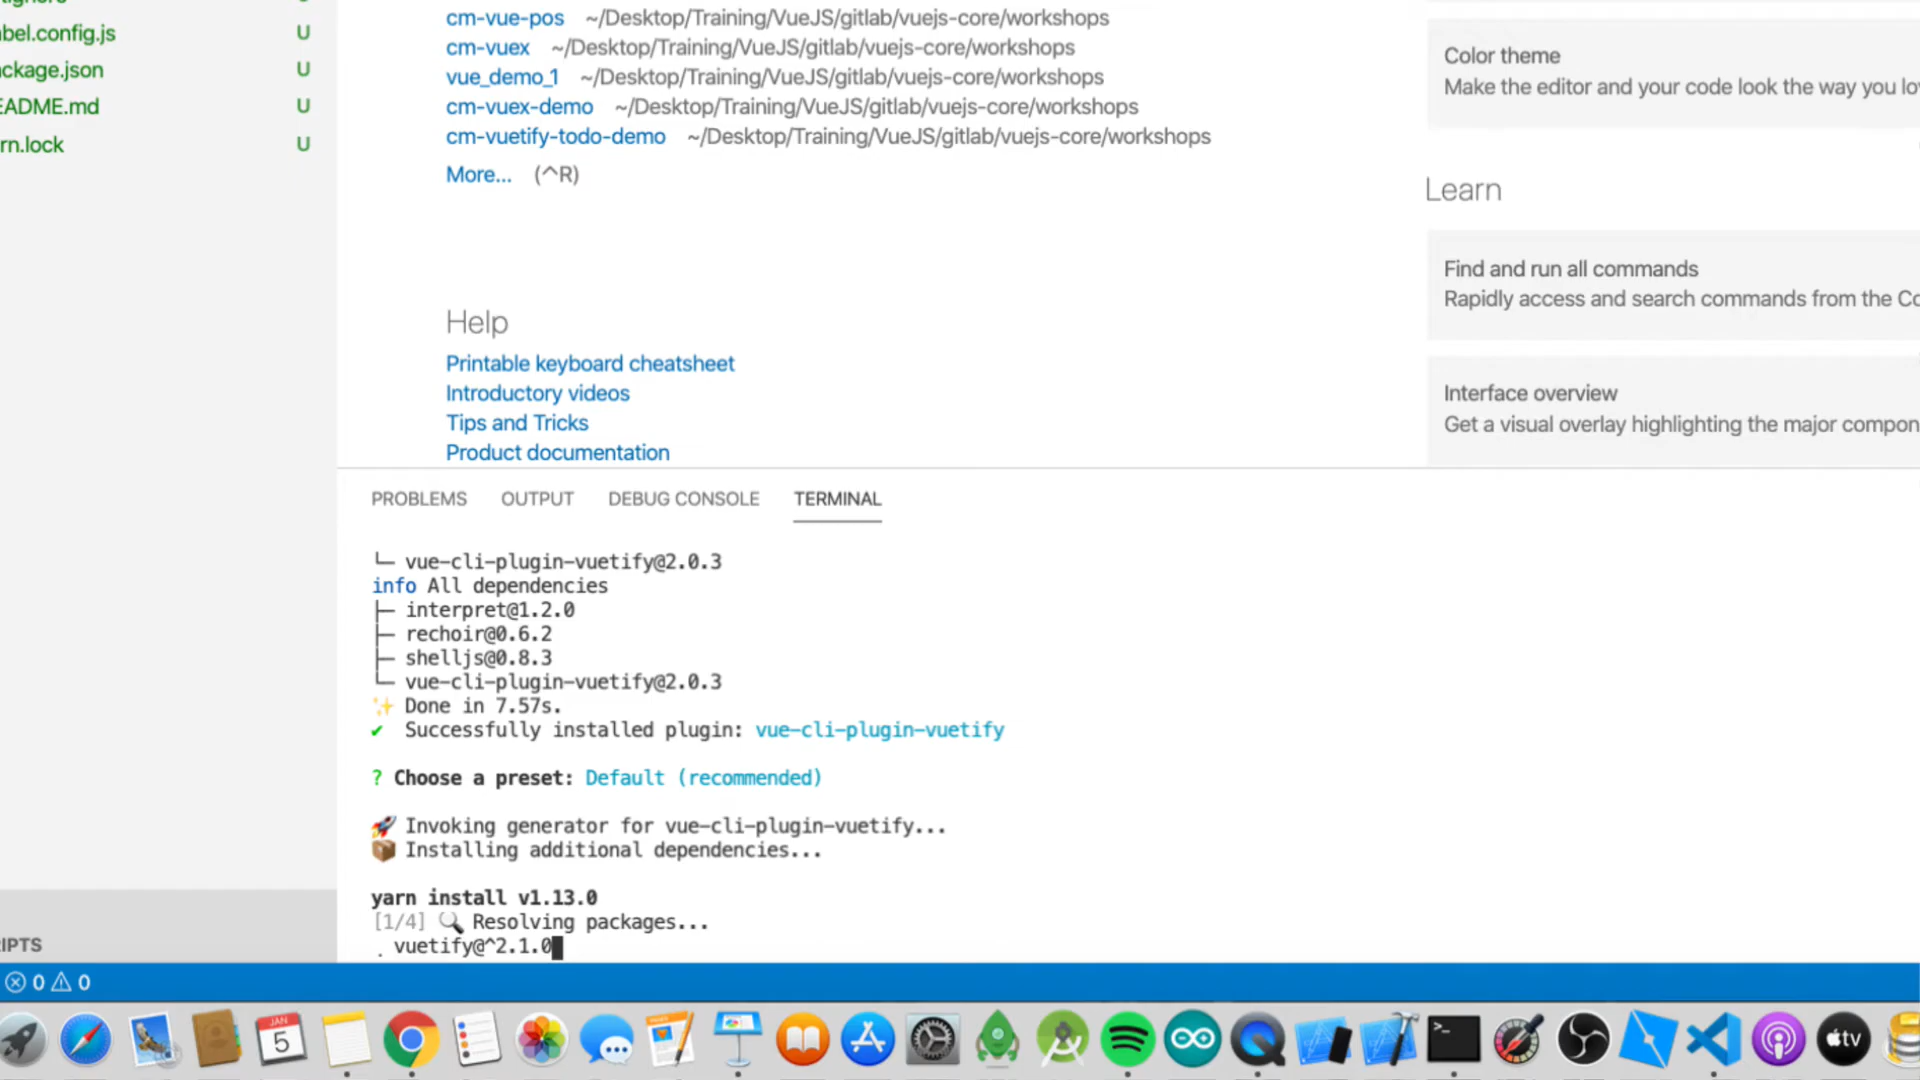 bel.config.js U
ckage.json U
EADME.md U
rn.lock U
IPTS
cm-vue-pos ~/Desktop/Training/VueJS/gitlab/vuejs-core/workshops
cm-vuex ~/Desktop/Training/VueJS/gitlab/vuejs-core/workshops
vue_demo_1 ~/Desktop/Training/VueJS/gitlab/vuejs-core/workshops
cm-vuex-demo ~/Desktop/Training/VueJS/gitlab/vuejs-core/workshops
cm-vuetify-todo-demo ~/Desktop/Training/VueJS/gitlab/vuejs-core/workshops
More... (^R)
Help
Printable keyboard cheatsheet
Introductory videos
Tips and Tricks
Product documentation
Color theme
Make the editor and your code look the way you lo
Learn
Find and run all commands
Rapidly access and search commands from the Co
Interface overview
Get a visual overlay highlighting the major compon
PROBLEMS OUTPUT DEBUG CONSOLE TERMINAL
└─ vue-cli-plugin-vuetify@2.0.3
info All dependencies
├─ interpret@1.2.0
├─ rechoir@0.6.2
├─ shelljs@0.8.3
└─ vue-cli-plugin-vuetify@2.0.3
✨ Done in 7.57s.
✔ Successfully installed plugin: vue-cli-plugin-vuetify
? Choose a preset: Default (recommended)
🚀 Invoking generator for vue-cli-plugin-vuetify...
📦 Installing additional dependencies...
yarn install v1.13.0
[1/4] 🔍 Resolving packages...
. vuetify@^2.1.0
0 0
JAN
5
tv